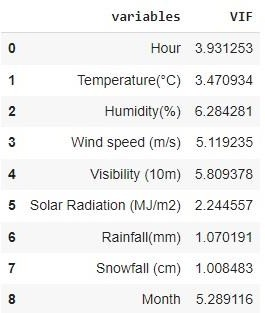 variables VIF
0 Hour 3.931253
1 Temperature(°C) 3.470934
2 Humidity(%) 6.284281
3 Wind speed (m/s) 5.119235
4 Visibility (10m) 5.809378
5 Solar Radiation (MJ/m2) 2.244557
6 Rainfall(mm) 1.070191
7 Snowfall (cm) 1.008483
8 Month 5.289116